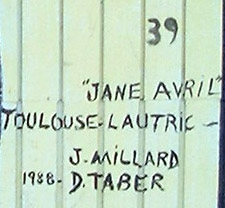 39
"JANE AVRIL"
TOULOUSE-LAUTRIC -
J. MILLARD
1988- D. TABER